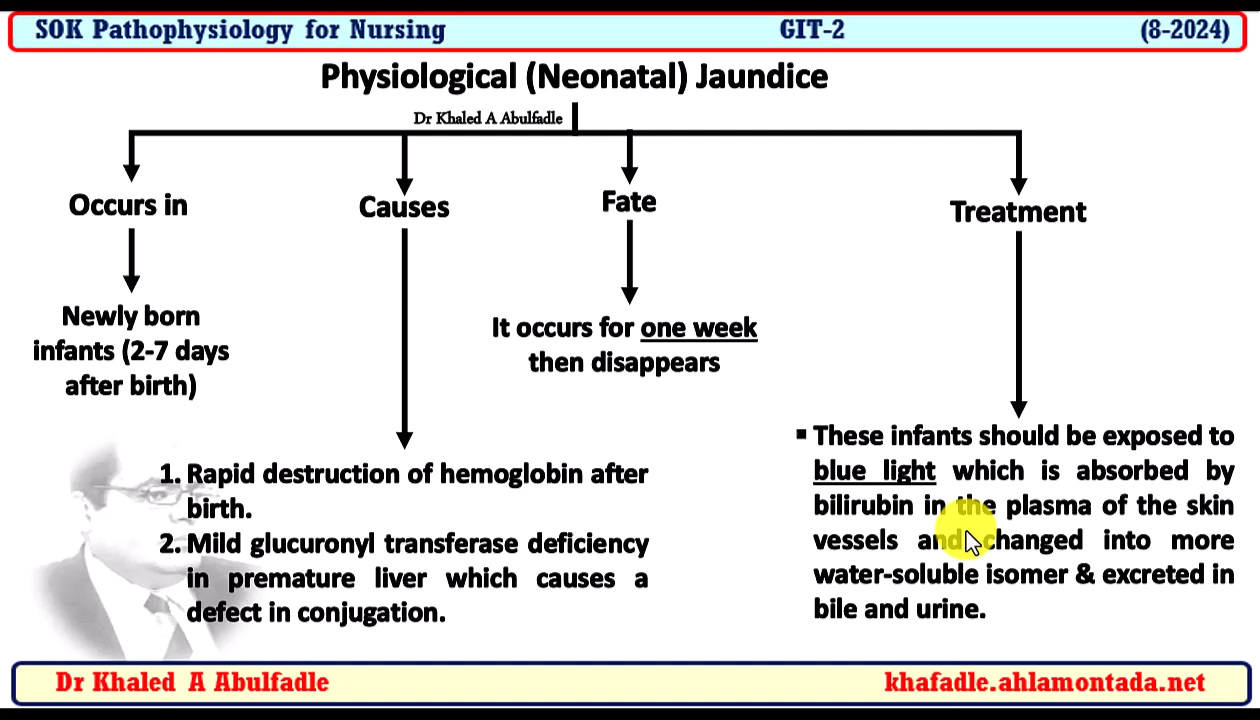 SOK Pathophysiology for Nursing GIT-2 (8-2024)
Physiological (Neonatal) Jaundice
Dr Khaled A Abulfadle
Occurs in
Newly born
infants (2-7 days
after birth)
Causes
1. Rapid destruction of hemoglobin after
birth.
2. Mild glucuronyl transferase deficiency
in premature liver which causes a
defect in conjugation.
Fate
It occurs for one week
then disappears
Treatment
▪ These infants should be exposed to
blue light which is absorbed by
bilirubin in the plasma of the skin
vessels and changed into more
water-soluble isomer & excreted in
bile and urine.
Dr Khaled A Abulfadle khafadle.ahlamontada.net